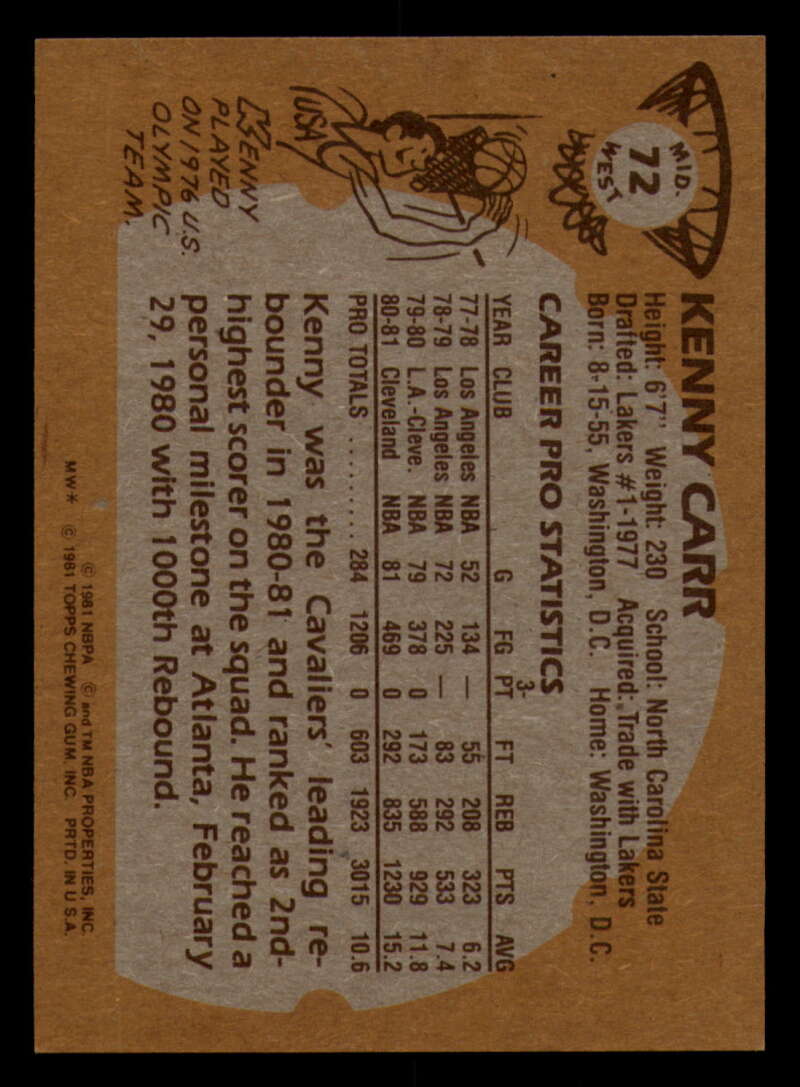 MID.
72
WEST
KENNY CARR
Height: 6'7" Weight: 230 School: North Carolina State
Drafted: Lakers #1-1977 Acquired: Trade with Lakers
Born: 8-15-55, Washington, D.C. Home: Washington, D.C.
CAREER PRO STATISTICS
YEAR CLUB G FG 3-PT FT REB PTS AVG
77-78 Los Angeles NBA 52 134 — 55 208 323 6.2
78-79 Los Angeles NBA 72 225 — 83 292 533 7.4
79-80 L.A.-Cleve. NBA 79 378 0 173 588 929 11.8
80-81 Cleveland NBA 81 469 0 292 835 1230 15.2
PRO TOTALS .......... 284 1206 0 603 1923 3015 10.6
Kenny was the Cavaliers' leading re-
bounder in 1980-81 and ranked as 2nd-
highest scorer on the squad. He reached a
personal milestone at Atlanta, February
29, 1980 with 1000th Rebound.
USA
KENNY
PLAYED
ON 1976 U.S.
OLYMPIC
TEAM.
© 1981 NBPA © and TM NBA PROPERTIES, INC.
MW* © 1981 TOPPS CHEWING GUM, INC. PRTD. IN U.S.A.